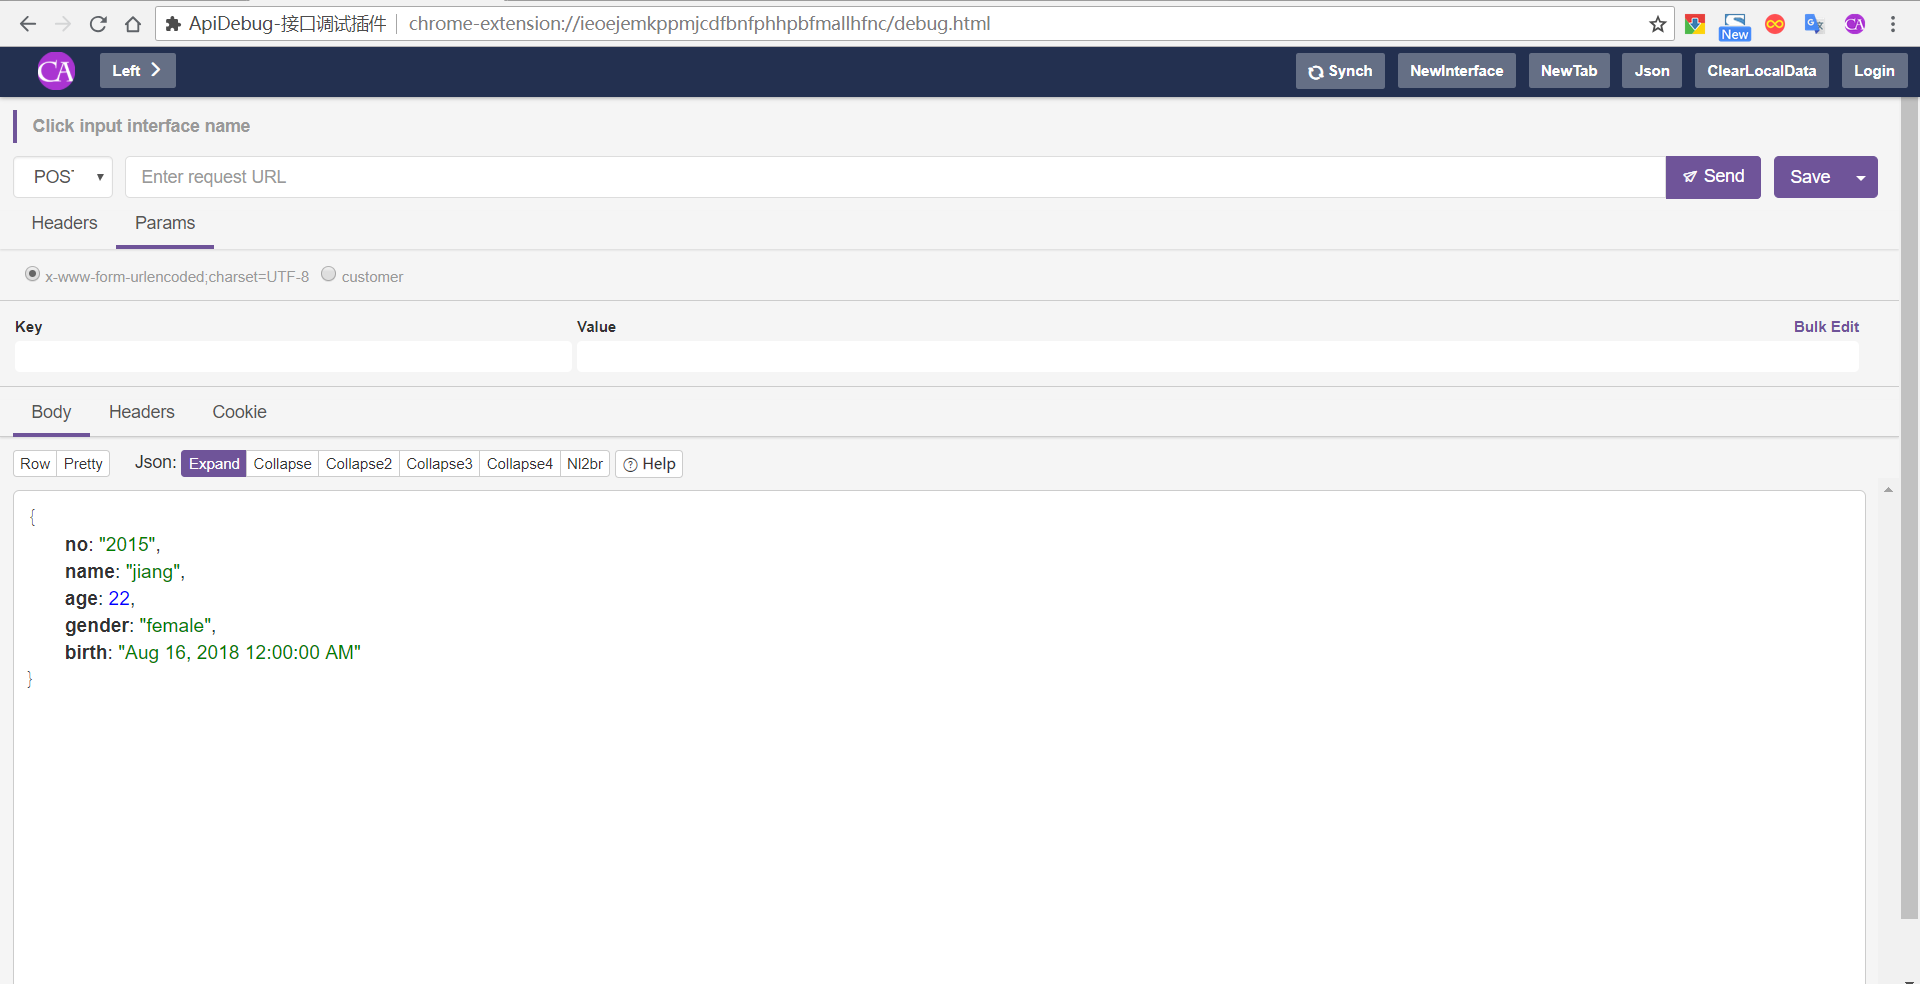 ApiDebug-接口调试插件 chrome-extension://ieoejemkppmjcdfbnfphhpbfmallhfnc/debug.html New
CA Left Synch NewInterface NewTab Json ClearLocalData Login
Click input interface name
POST Enter request URL Send Save
Headers Params
x-www-form-urlencoded;charset=UTF-8 customer
Key Value Bulk Edit
Body Headers Cookie
Row Pretty Json: Expand Collapse Collapse2 Collapse3 Collapse4 Nl2br Help
{
no: "2015",
name: "jiang",
age: 22,
gender: "female",
birth: "Aug 16, 2018 12:00:00 AM"
}